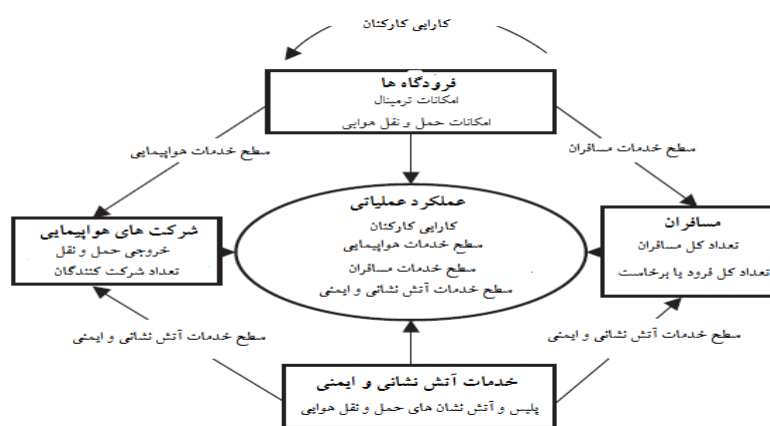 کارایی کارکنان
فرودگاه ها
امکانات ترمینال
امکانات حمل و نقل هوایی
سطح خدمات مسافران
سطح خدمات هواپیمایی
عملکرد عملیاتی
کارایی کارکنان
سطح خدمات هواپیمایی
سطح خدمات مسافران
سطح خدمات آتش نشانی و ایمنی
مسافران
تعداد کل مسافران
تعداد کل فرود یا برخاست
شرکت های هواپیمایی
خروجی حمل و نقل
تعداد شرکت کنندگان
سطح خدمات آتش نشانی و ایمنی
سطح خدمات آتش نشانی و ایمنی
خدمات آتش نشانی و ایمنی
پلیس و آتش نشان های حمل و نقل هوایی